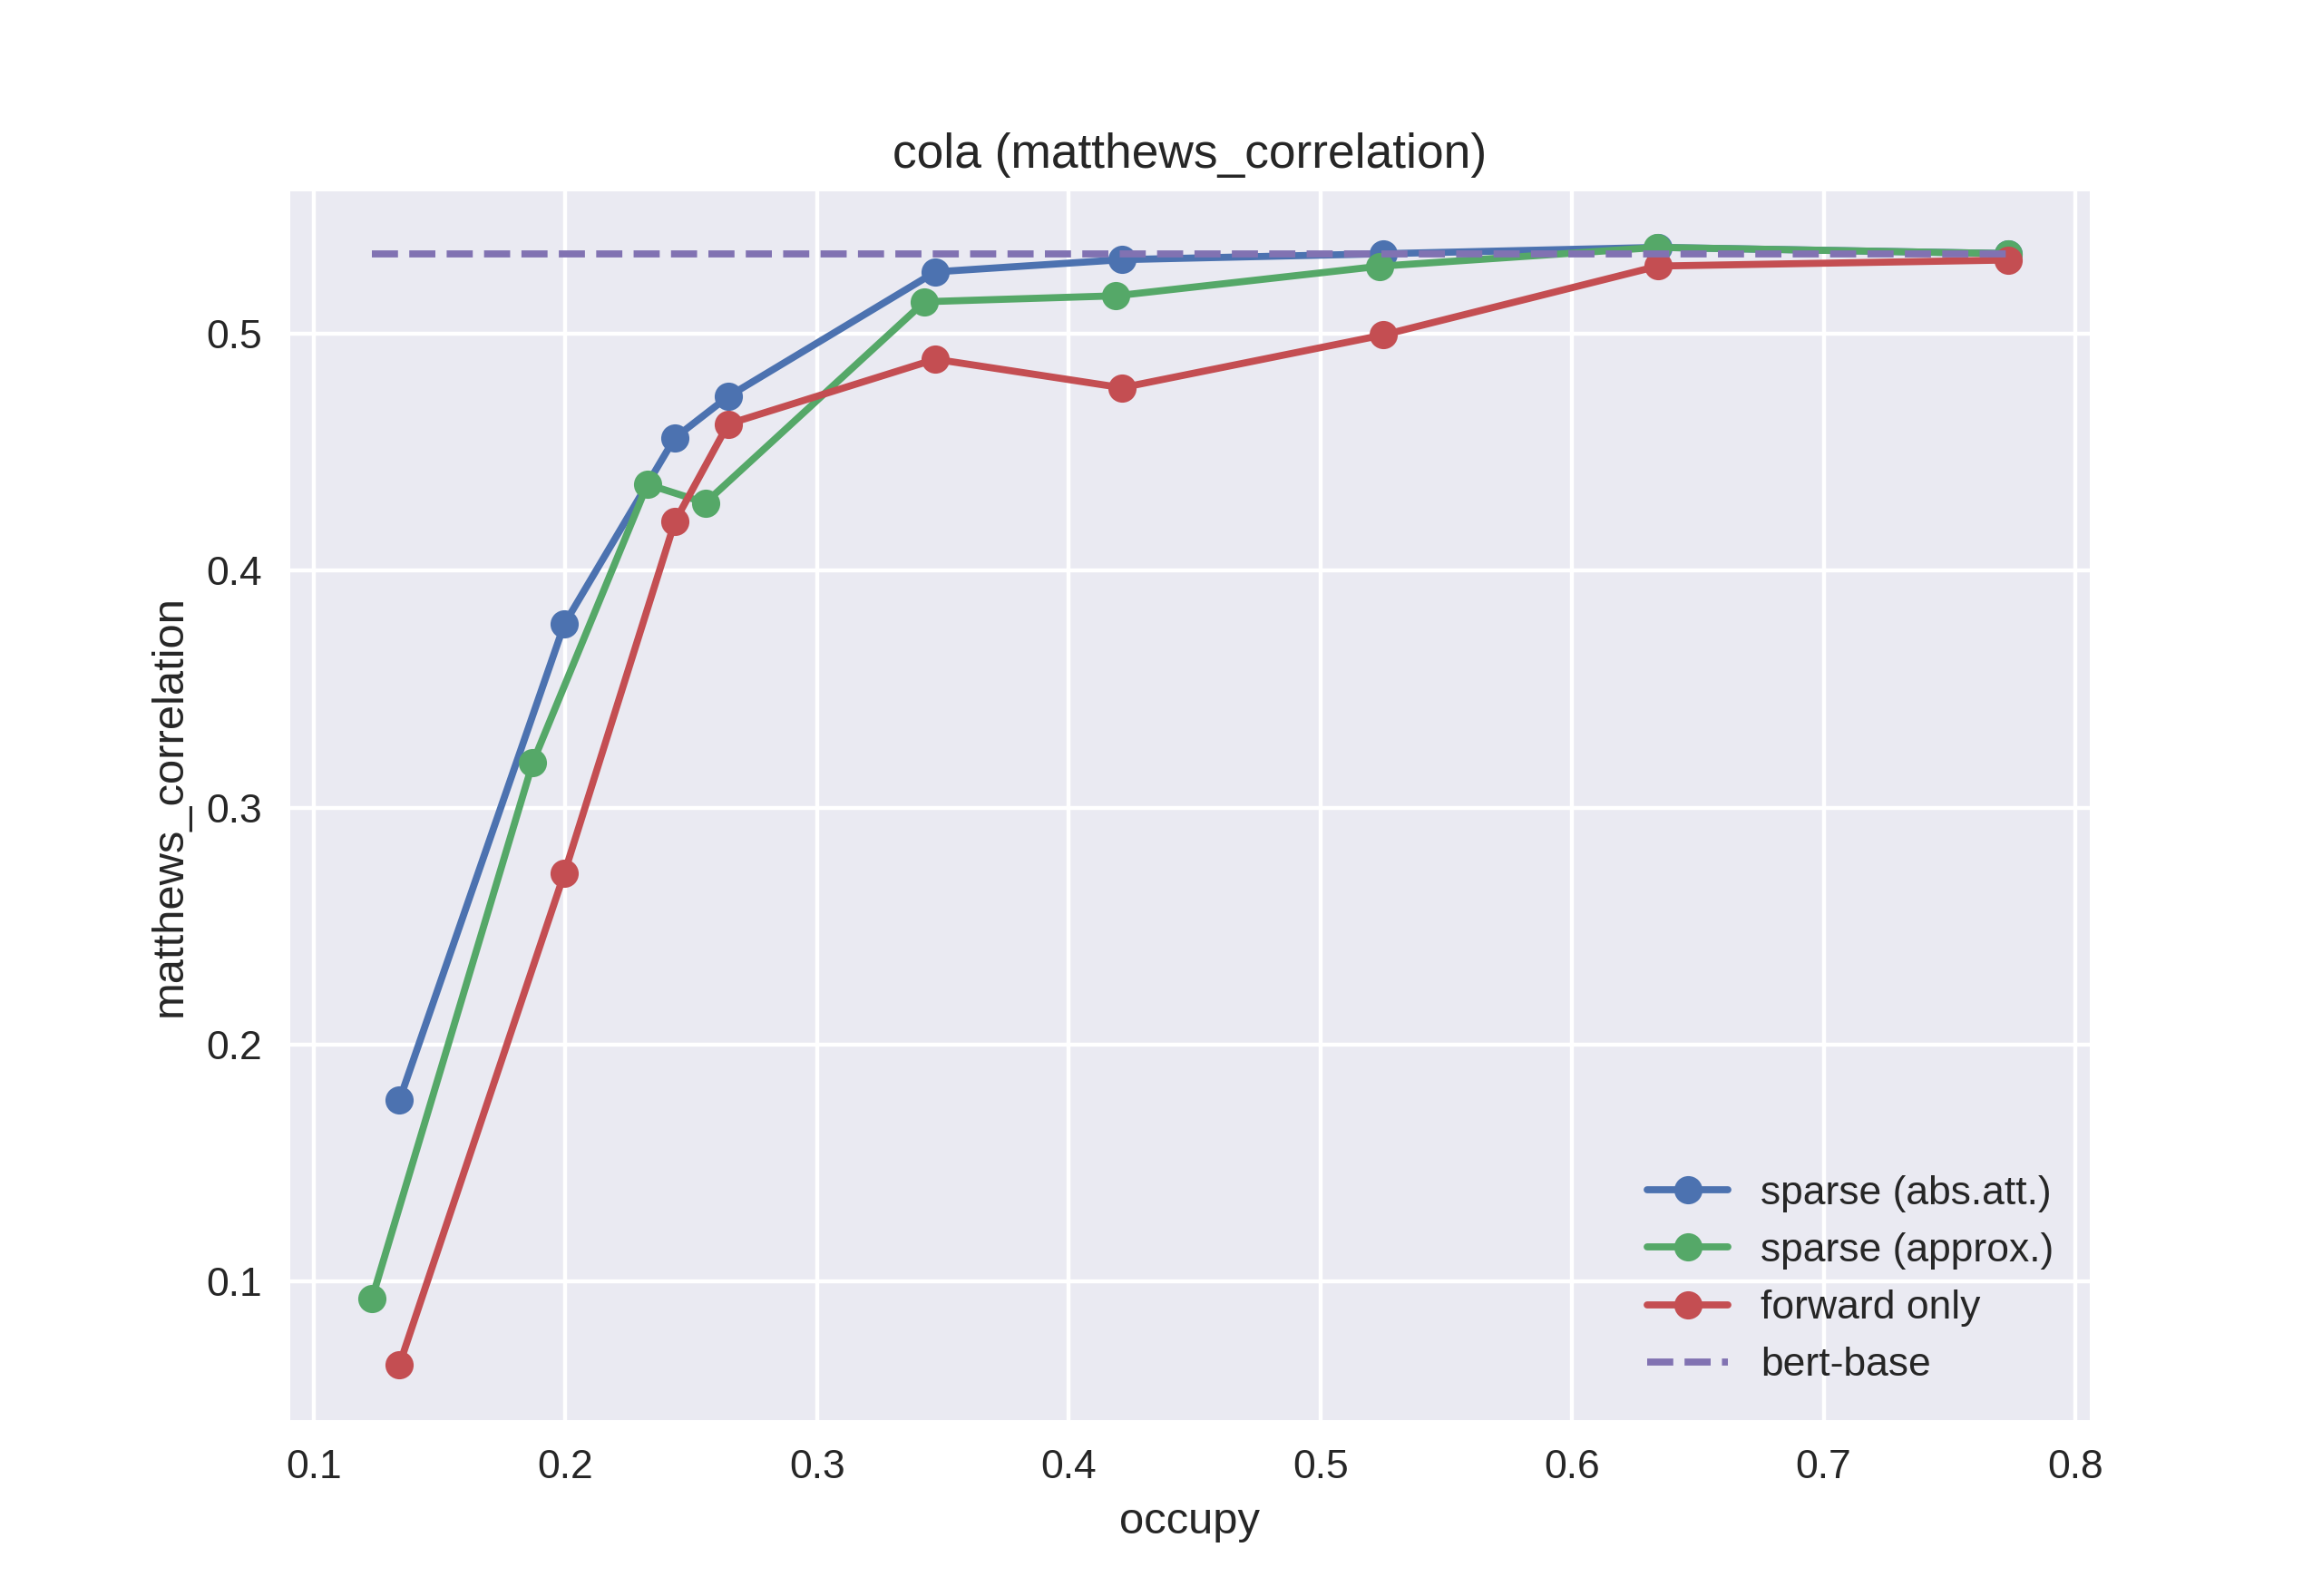 cola (matthews_correlation)
matthews_correlation
0.5
0.4
0.3
0.2
0.1
sparse (abs.att.)
sparse (approx.)
forward only
bert-base
0.1 0.2 0.3 0.4 0.5 0.6 0.7 0.8
occupy